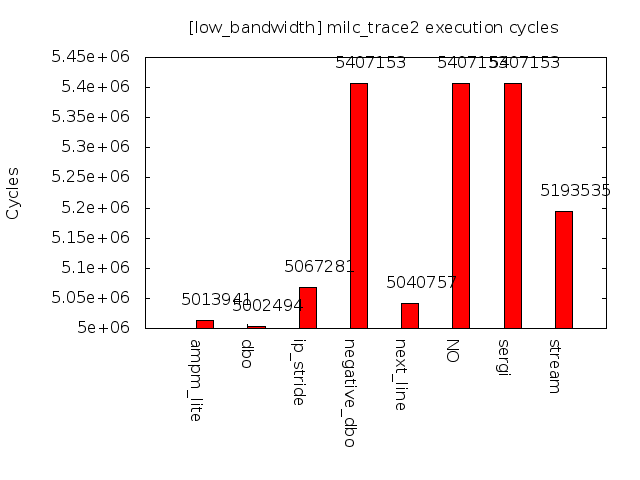 [low_bandwidth] milc_trace2 execution cycles
Cycles
5.45e+06
5.4e+06
5.35e+06
5.3e+06
5.25e+06
5.2e+06
5.15e+06
5.1e+06
5.05e+06
5e+06
5013941
5002494
5067281
5407153
5040757
5407153
5407153
5193535
ampm_lite
dbo
ip_stride
negative_dbo
next_line
NO
sergi
stream